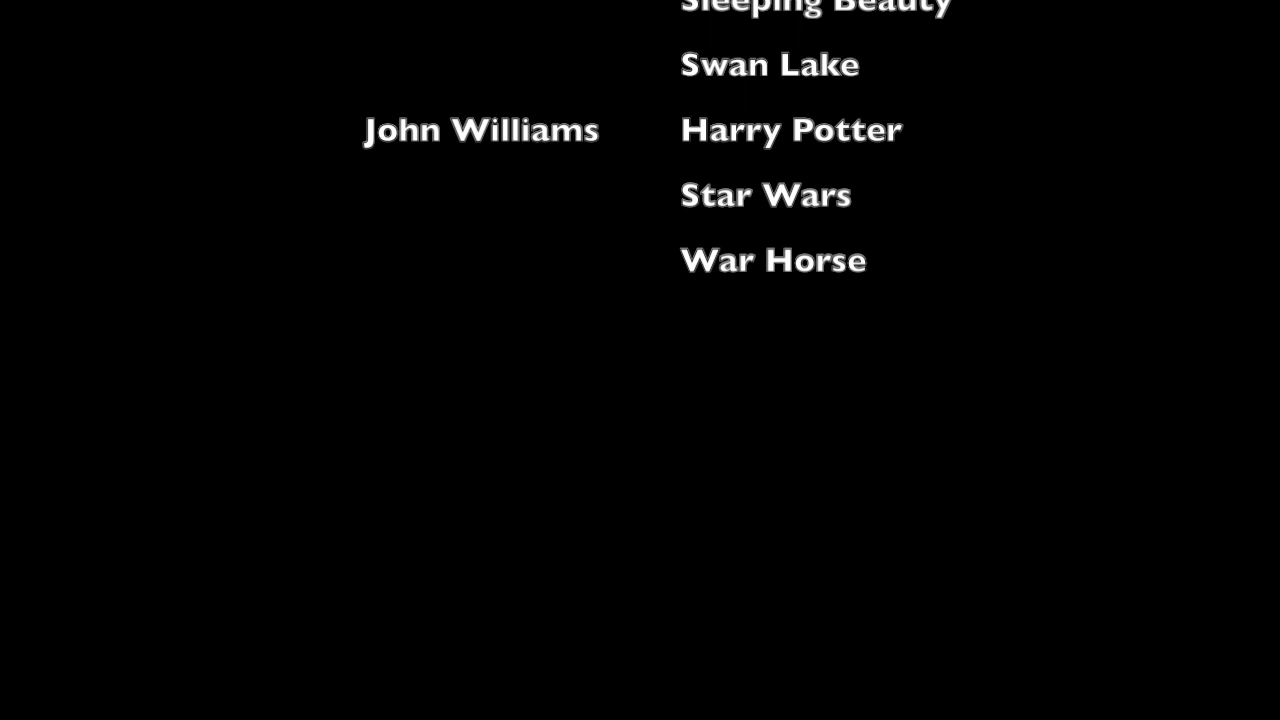 Sleeping Beauty
Swan Lake
John Williams Harry Potter
Star Wars
War Horse